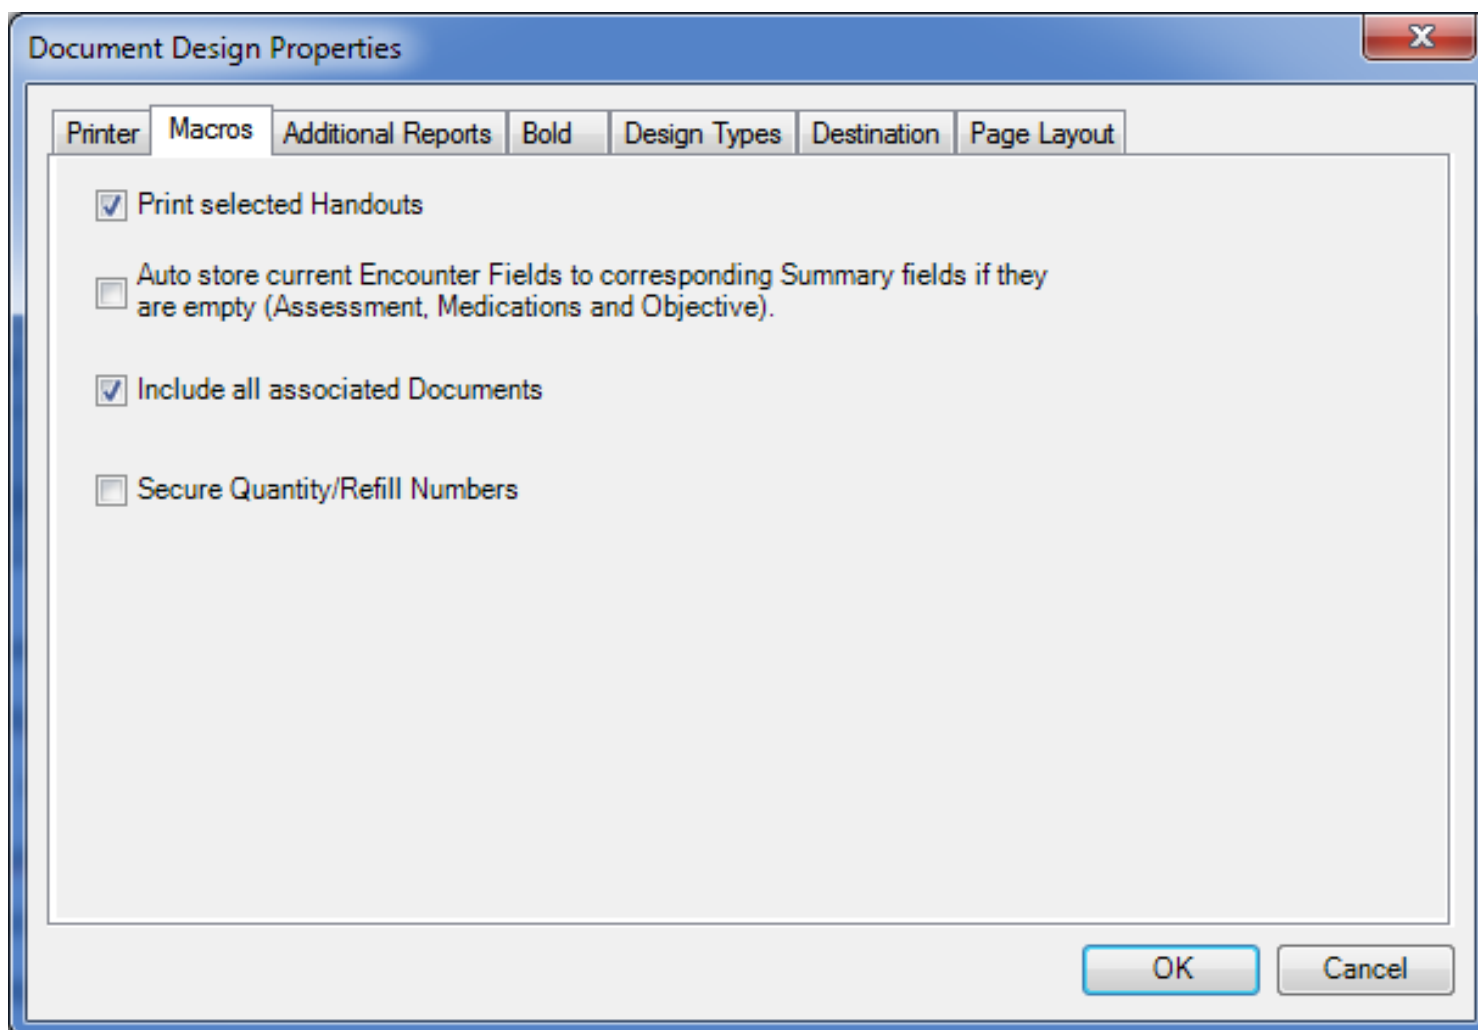 Document Design Properties
Printer Macros Additional Reports Bold Design Types Destination Page Layout
Print selected Handouts
Auto store current Encounter Fields to corresponding Summary fields if they
are empty (Assessment, Medications and Objective).
Include all associated Documents
Secure Quantity/Refill Numbers
OK Cancel